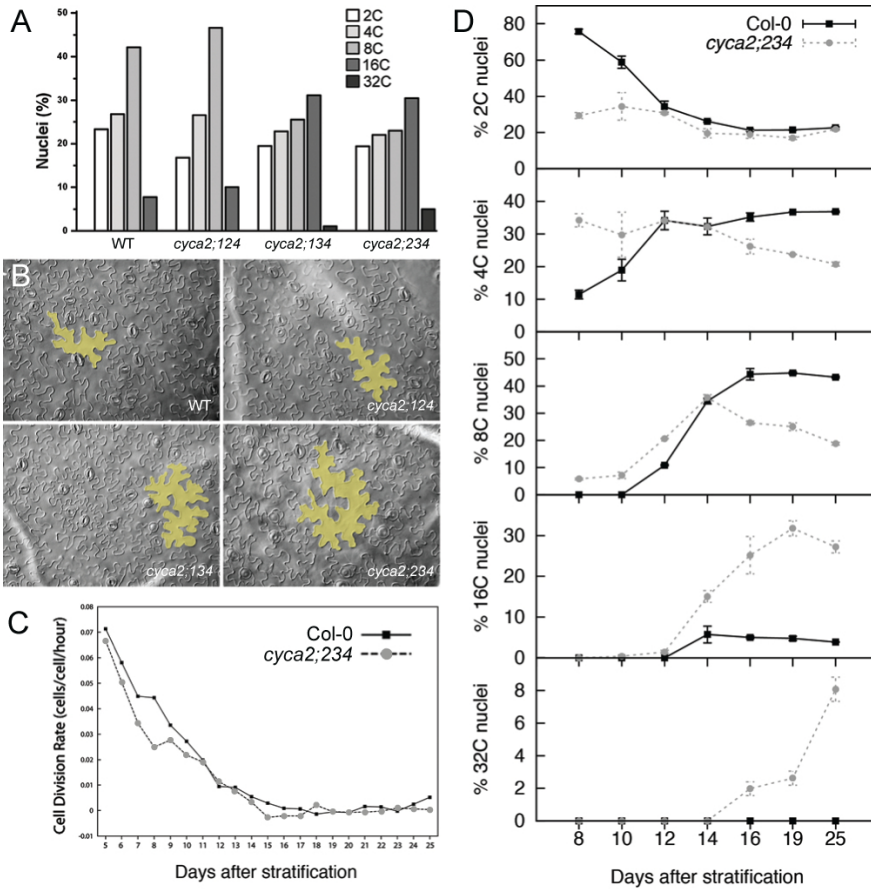 A
50
40
30
20
10
0
Nuclei (%)
2C
4C
8C
16C
32C
WT
cyca2;124
cyca2;134
cyca2;234
B
WT
cyca2;124
cyca2;134
cyca2;234
C
Cell Division Rate (cells/cell/hour)
0.08
0.07
0.06
0.05
0.04
0.03
0.02
0.01
0
-0.01
Col-0
cyca2;234
5 6 7 8 9 10 11 12 13 14 15 16 17 18 19 20 21 22 23 24 25
Days after stratification
D
Col-0
cyca2;234
% 2C nuclei
80
60
40
20
0
% 4C nuclei
40
30
20
10
0
% 8C nuclei
50
40
30
20
10
0
% 16C nuclei
30
20
10
0
% 32C nuclei
8
6
4
2
0
8 10 12 14 16 19 25
Days after stratification